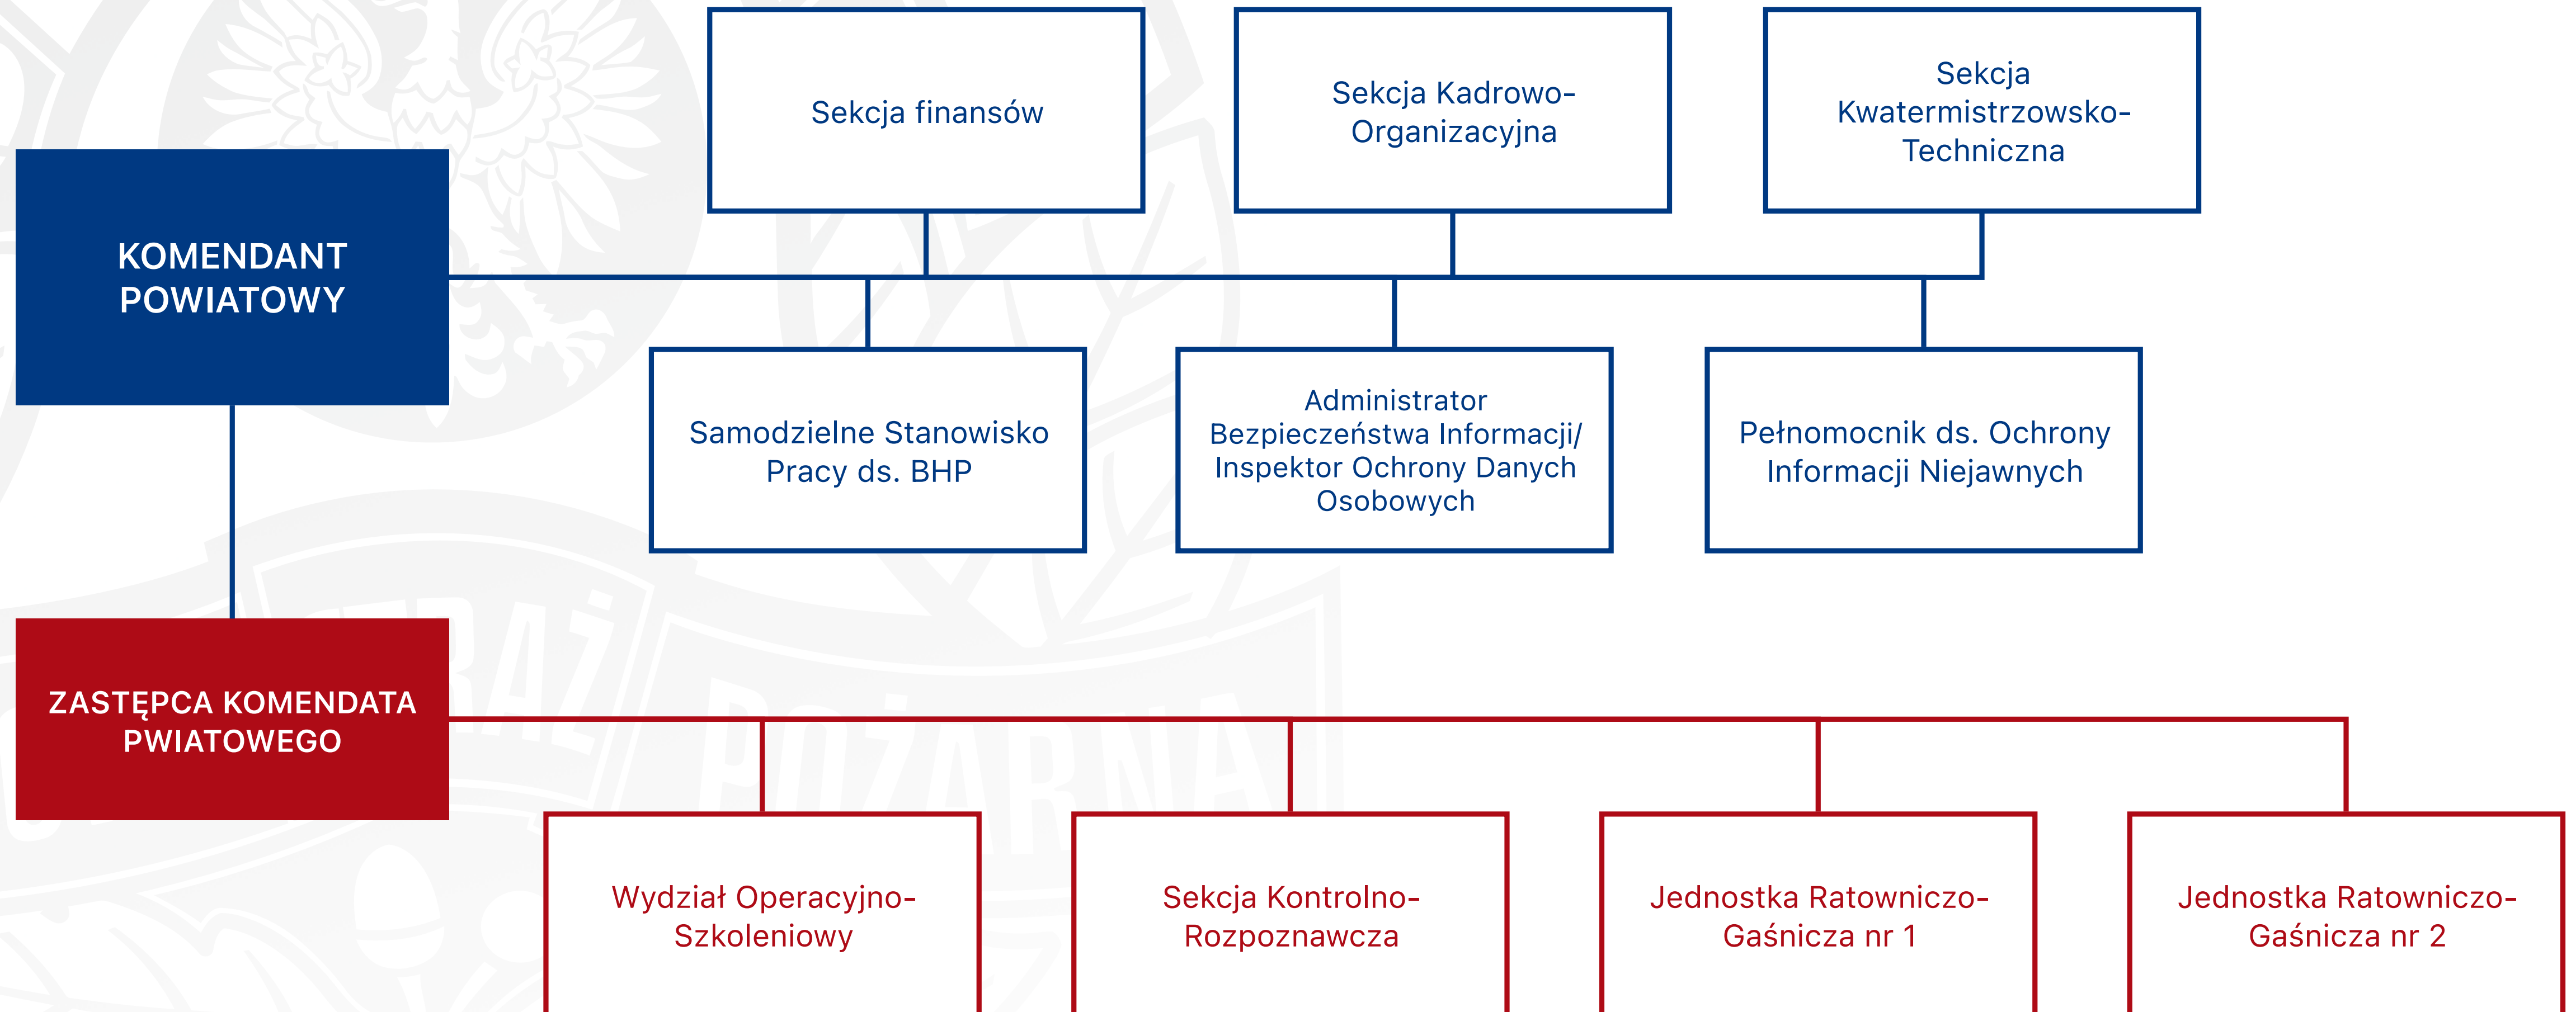 Sekcja finansów
Sekcja Kadrowo-
Organizacyjna
Sekcja
Kwatermistrzowsko-
Techniczna
KOMENDANT
POWIATOWY
Samodzielne Stanowisko
Pracy ds. BHP
Administrator
Bezpieczeństwa Informacji/
Inspektor Ochrony Danych
Osobowych
Pełnomocnik ds. Ochrony
Informacji Niejawnych
ZASTĘPCA KOMENDATA
PWIATOWEGO
Wydział Operacyjno-
Szkoleniowy
Sekcja Kontrolno-
Rozpoznawcza
Jednostka Ratowniczo-
Gaśnicza nr 1
Jednostka Ratowniczo-
Gaśnicza nr 2
POŻARNA